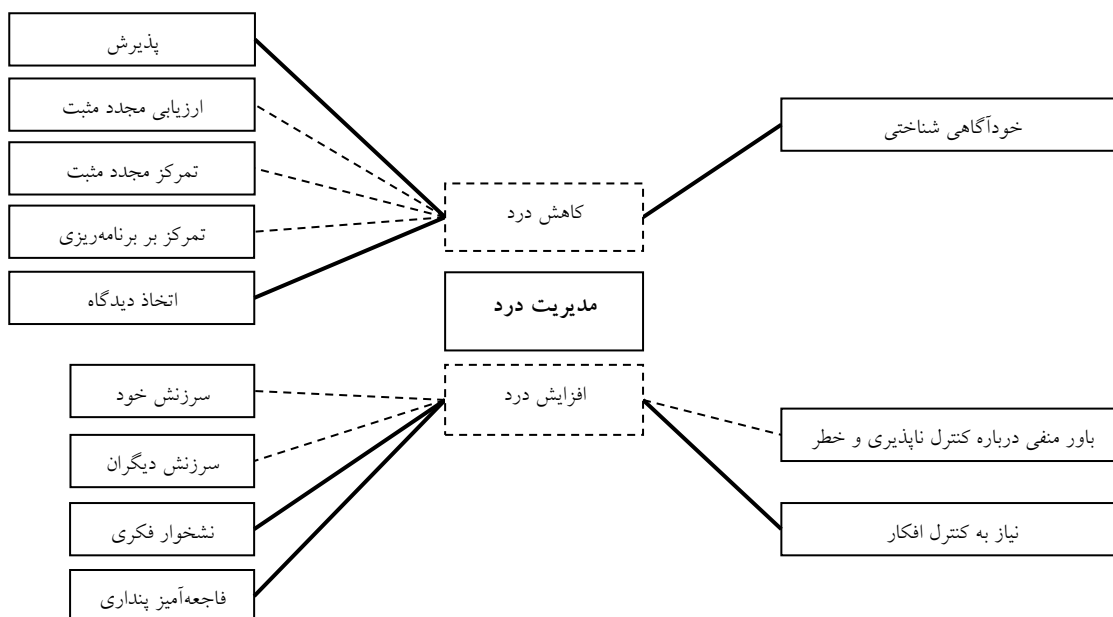 پذیرش
ارزیابی مجدد مثبت
تمرکز مجدد مثبت
تمرکز بر برنامه‌ریزی
اتخاذ دیدگاه
سرزنش خود
سرزنش دیگران
نشخوار فکری
فاجعه‌آمیز پنداری
کاهش درد
مدیریت درد
افزایش درد
خودآگاهی شناختی
باور منفی درباره کنترل ناپذیری و خطر
نیاز به کنترل افکار